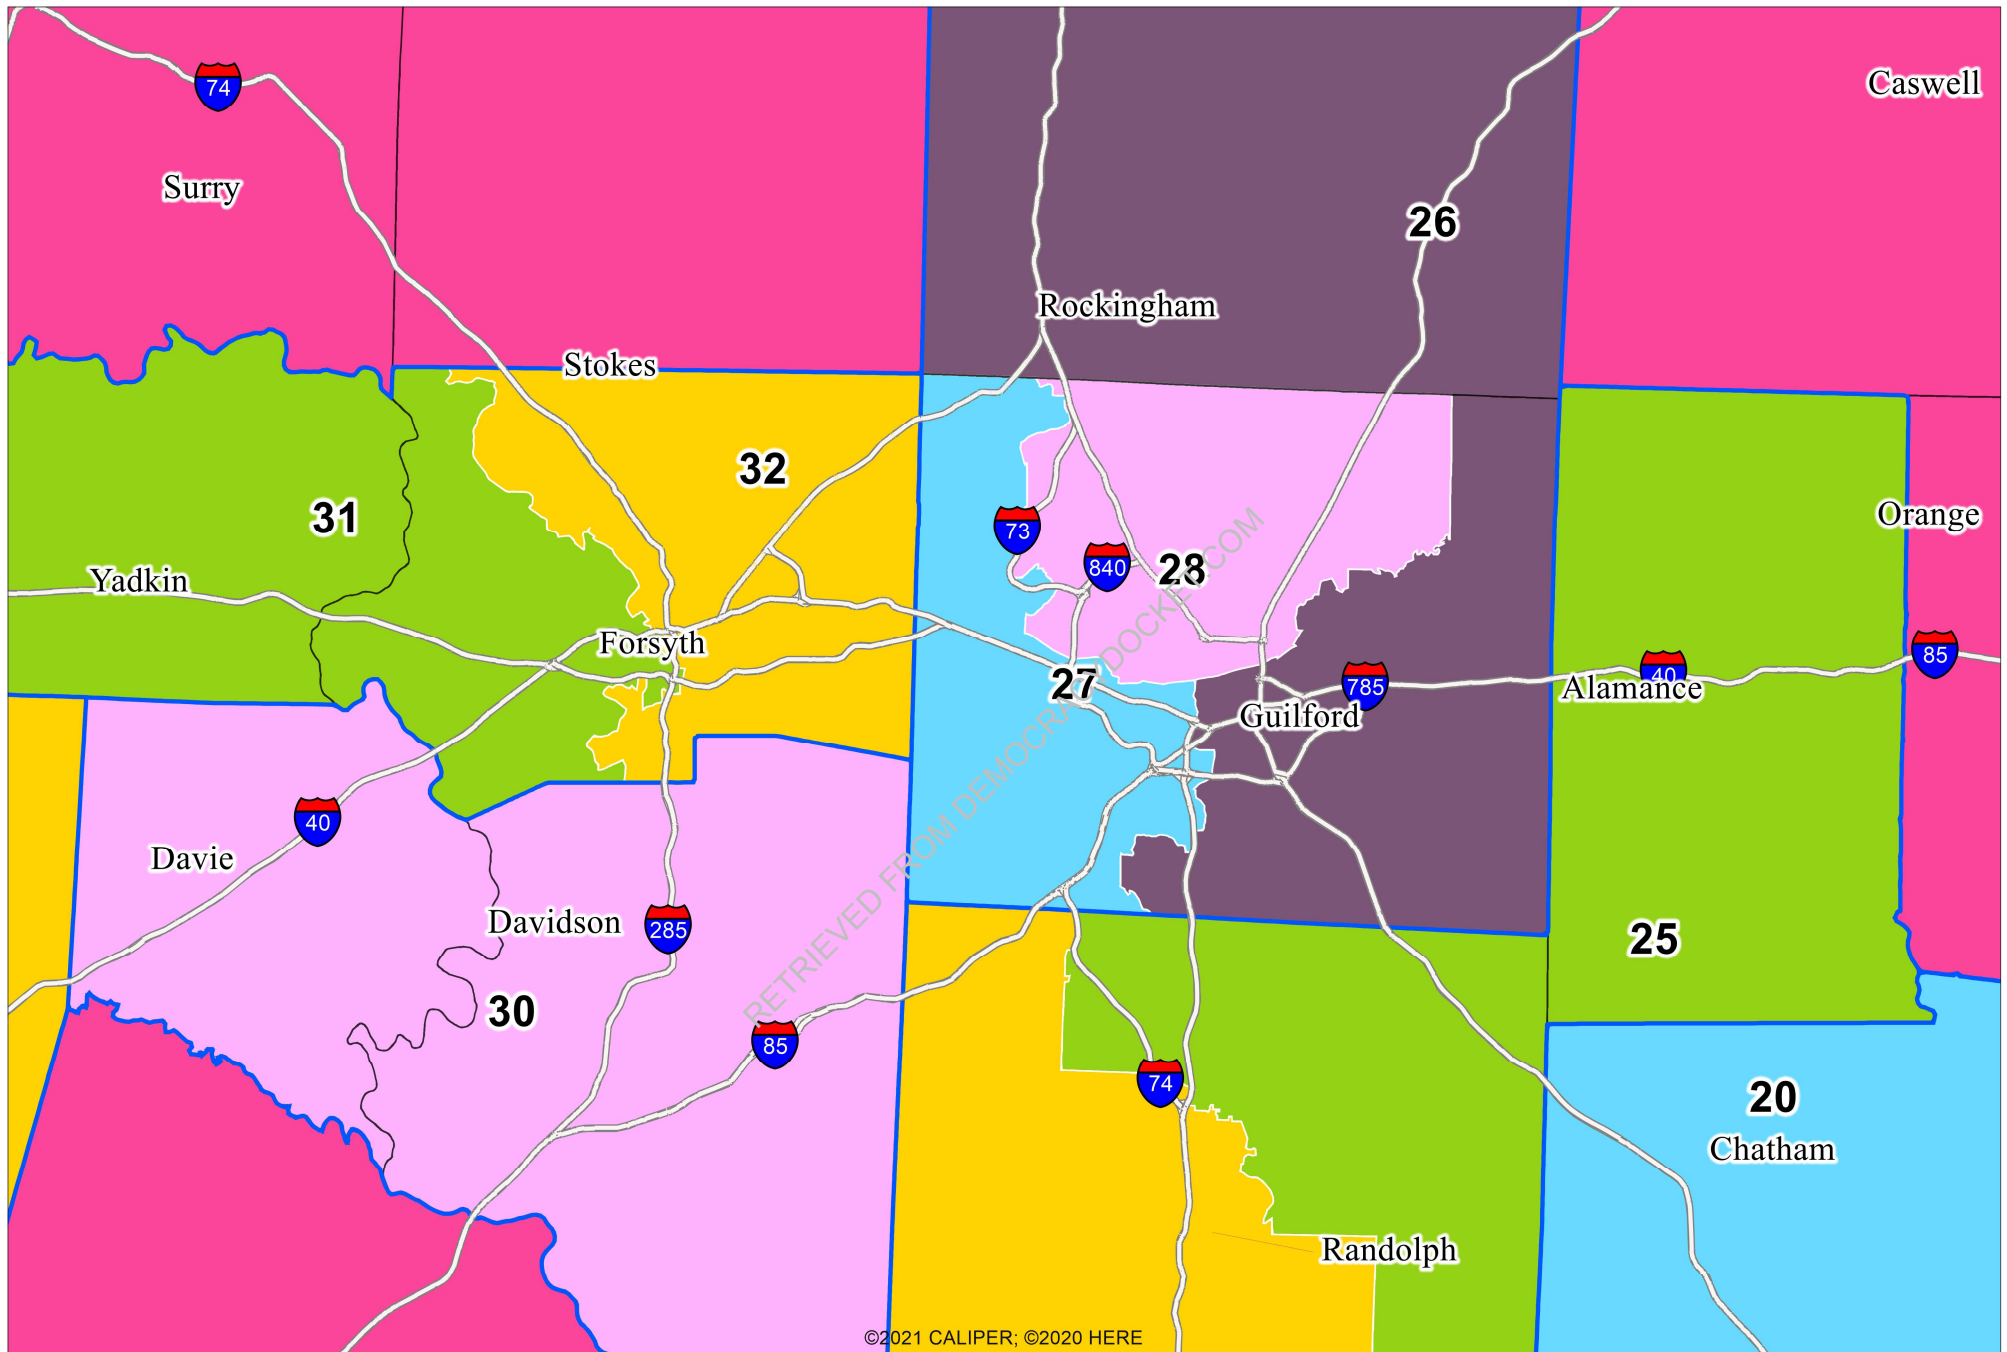 74
Caswell
Surry
26
Rockingham
Stokes
32
31
Orange
73
840
28
Yadkin
Forsyth
85
40
27
785
Alamance
Guilford
40
Davie
Davidson
285
25
30
85
74
20
Chatham
Randolph
RETRIEVED FROM DEMOCRACYDOCKET.COM
©2021 CALIPER; ©2020 HERE